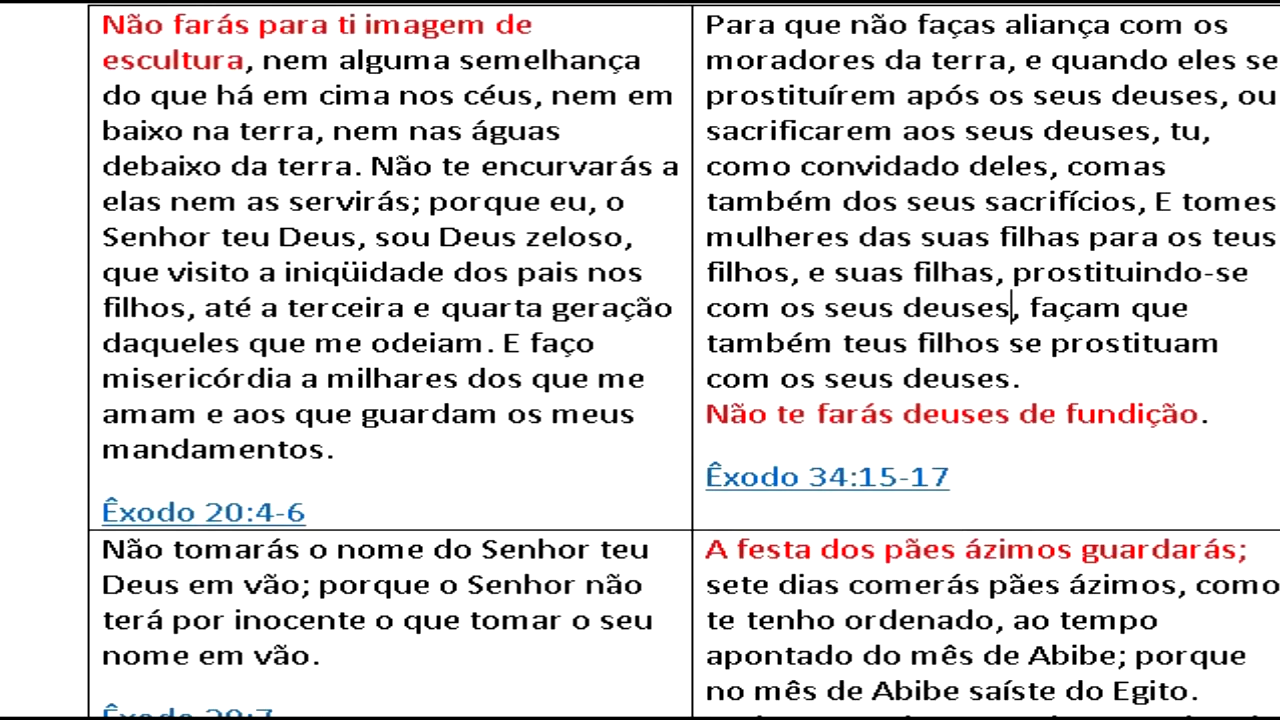 Não farás para ti imagem de
escultura, nem alguma semelhança
do que há em cima nos céus, nem em
baixo na terra, nem nas águas
debaixo da terra. Não te encurvarás a
elas nem as servirás; porque eu, o
Senhor teu Deus, sou Deus zeloso,
que visito a iniqüidade dos pais nos
filhos, até a terceira e quarta geração
daqueles que me odeiam. E faço
misericórdia a milhares dos que me
amam e aos que guardam os meus
mandamentos.
Êxodo 20:4-6
Para que não faças aliança com os
moradores da terra, e quando eles se
prostituírem após os seus deuses, ou
sacrificarem aos seus deuses, tu,
como convidado deles, comas
também dos seus sacrifícios, E tomes
mulheres das suas filhas para os teus
filhos, e suas filhas, prostituindo-se
com os seus deuses, façam que
também teus filhos se prostituam
com os seus deuses.
Não te farás deuses de fundição.
Êxodo 34:15-17
Não tomarás o nome do Senhor teu
Deus em vão; porque o Senhor não
terá por inocente o que tomar o seu
nome em vão.
Êxodo 20:7
A festa dos pães ázimos guardarás;
sete dias comerás pães ázimos, como
te tenho ordenado, ao tempo
apontado do mês de Abibe; porque
no mês de Abibe saíste do Egito.